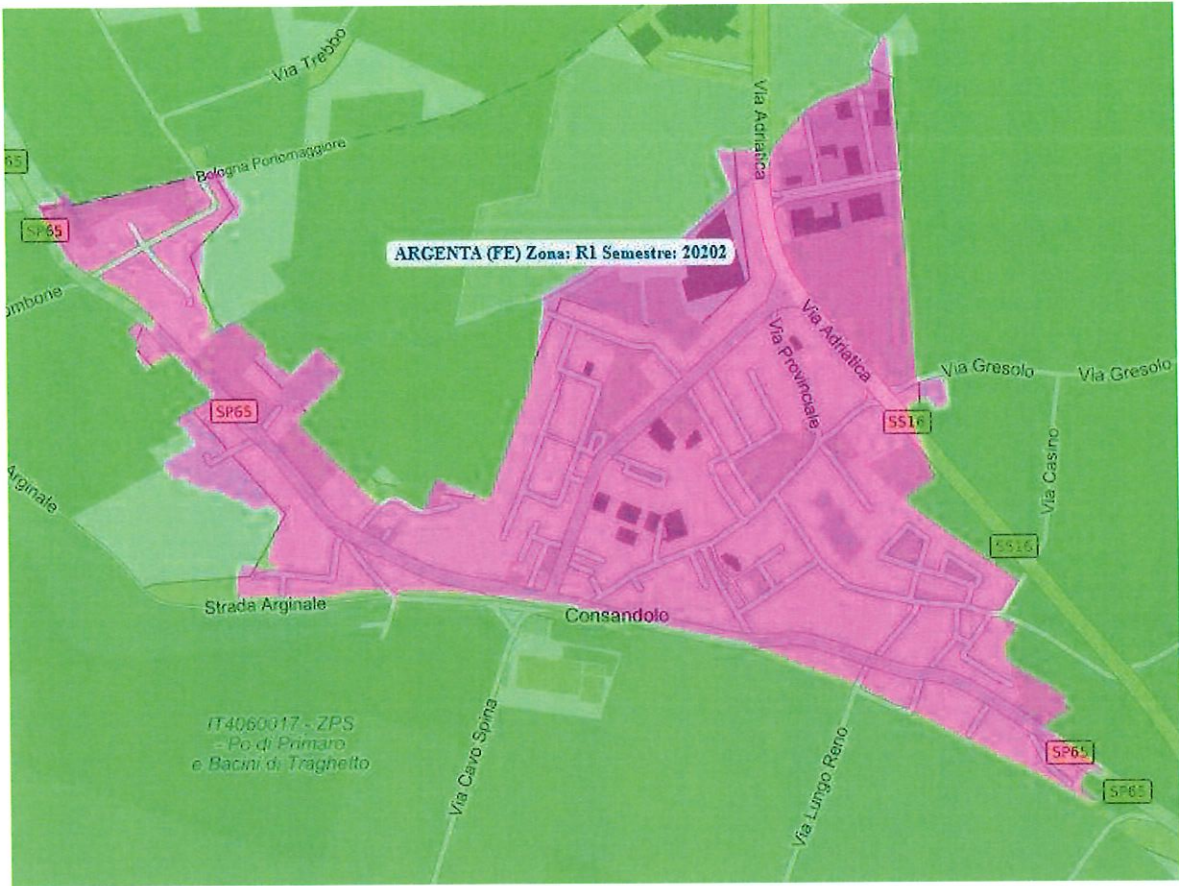 Via Trebbo
Via Adriatica
65
Bologna Portomaggiore
SP65
ARGENTA (FE) Zona: R1 Semestre: 20202
Via Adriatica
Via Provinciale
Via Gresolo
Via Gresolo
SP65
SS16
Via Casino
Arginale
SS16
Strada Arginale
Consandolo
IT4060017 - ZPS
- Po di Primaro
e Bacini di Traghetto
Via Cavo Spina
Via Lungo Reno
SP65
SP65